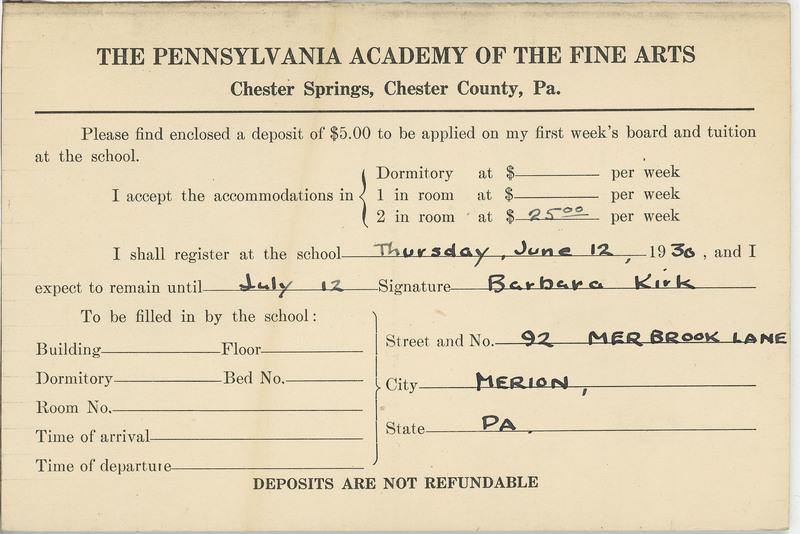 THE PENNSYLVANIA ACADEMY OF THE FINE ARTS
Chester Springs, Chester County, Pa.
Please find enclosed a deposit of $5.00 to be applied on my first week's board and tuition
at the school.
Dormitory at $ per week
I accept the accommodations in 1 in room at $ per week
2 in room at $ 25 00 per week
I shall register at the school Thursday, June 12, 1930, and I
expect to remain until July 12 Signature Barbara Kirk
To be filled in by the school:
Street and No. 92 MERBROOK LANE
Building Floor
Dormitory Bed No.
City MERION,
Room No.
State PA.
Time of arrival
Time of departure
DEPOSITS ARE NOT REFUNDABLE